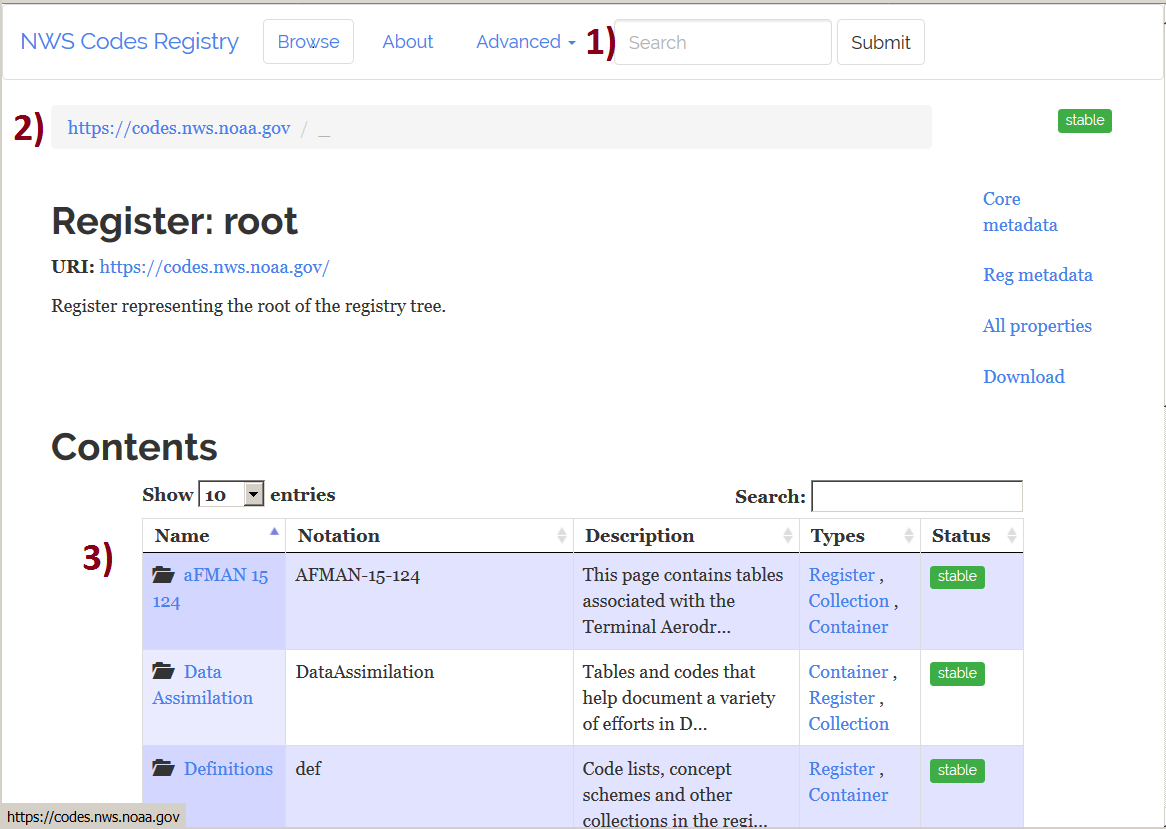 NWS Codes Registry Browse About Advanced 1) Search Submit
2) https://codes.nws.noaa.gov / _ stable
Core
metadata
Register: root
URI: https://codes.nws.noaa.gov/
Reg metadata
Register representing the root of the registry tree.
All properties
Download
Contents
Show 10 entries Search:
Name Notation Description Types Status
3)
aFMAN 15 AFMAN-15-124 This page contains tables Register , stable
124 associated with the Collection ,
Terminal Aerodr... Container
Data DataAssimilation Tables and codes that Container , stable
Assimilation help document a variety Register ,
of efforts in D... Collection
Definitions def Code lists, concept Register , stable
schemes and other Container
collections in the regi...
https://codes.nws.noaa.gov